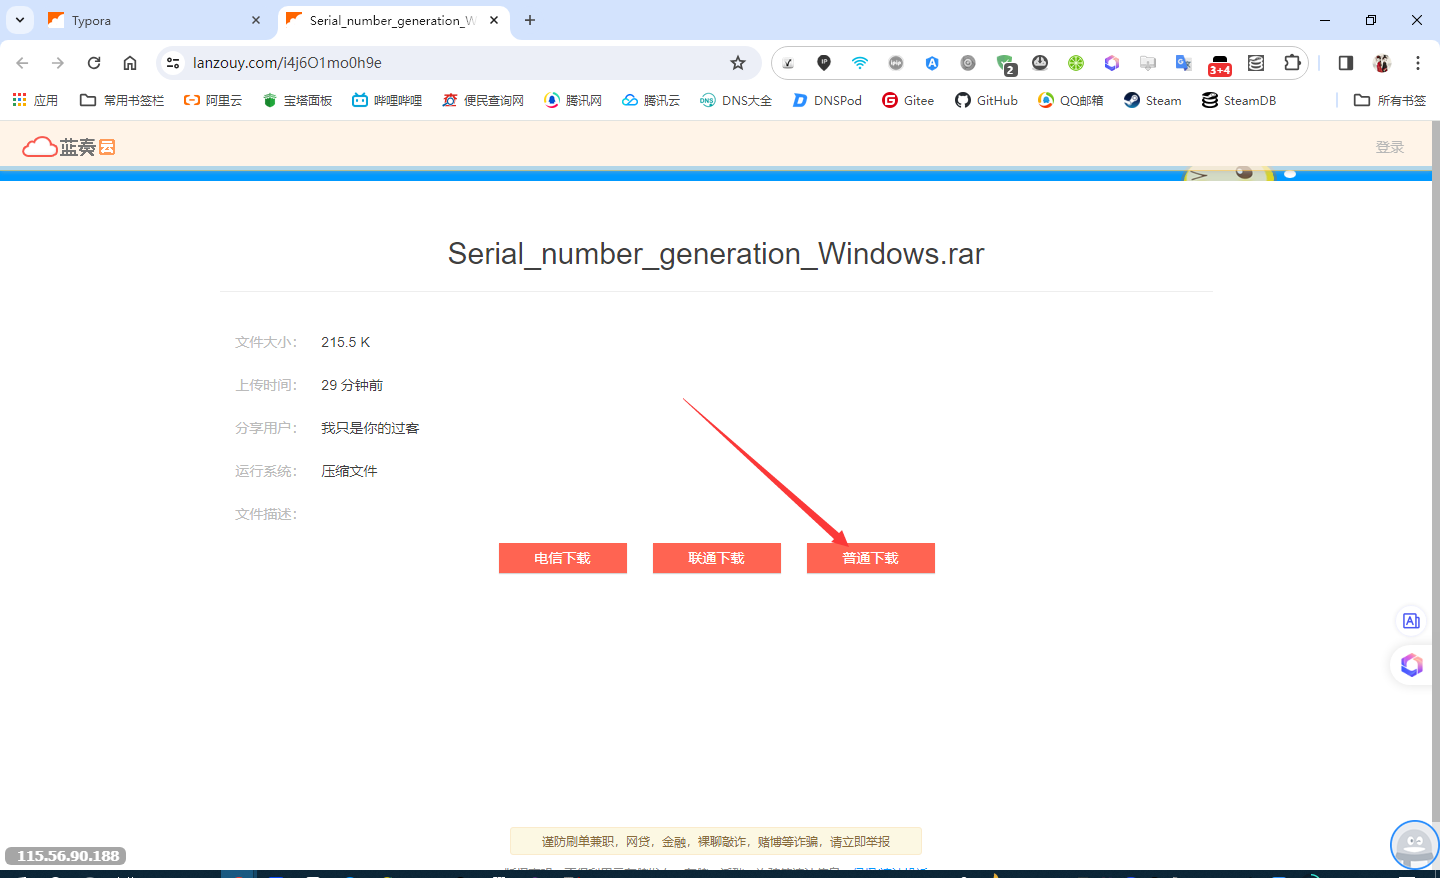 Typora
Serial_number_generation_W
lanzouy.com/i4j6O1mo0h9e
2
3+4
应用
常用书签栏
阿里云
宝塔面板
哔哩哔哩
便民查询网
腾讯网
腾讯云
DNS DNS大全
DNSPod
Gitee
GitHub
QQ邮箱
Steam
SteamDB
所有书签
蓝奏云
登录
Serial_number_generation_Windows.rar
文件大小： 215.5 K
上传时间： 29 分钟前
分享用户： 我只是你的过客
运行系统： 压缩文件
文件描述：
电信下载 联通下载 普通下载
谨防刷单兼职，网贷，金融，裸聊敲诈，赌博等诈骗，请立即举报
115.56.90.188